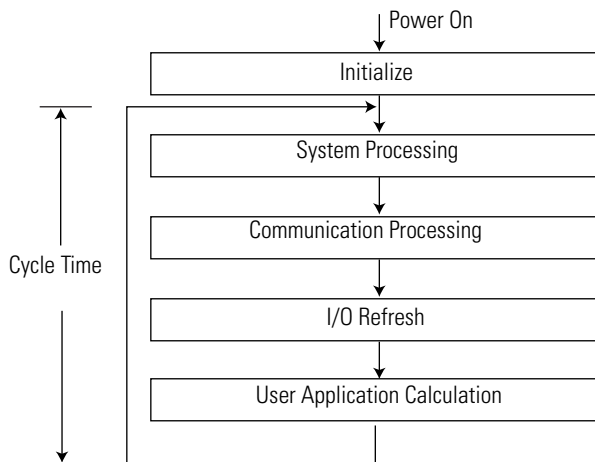 Power On
Initialize
System Processing
Communication Processing
Cycle Time
I/O Refresh
User Application Calculation